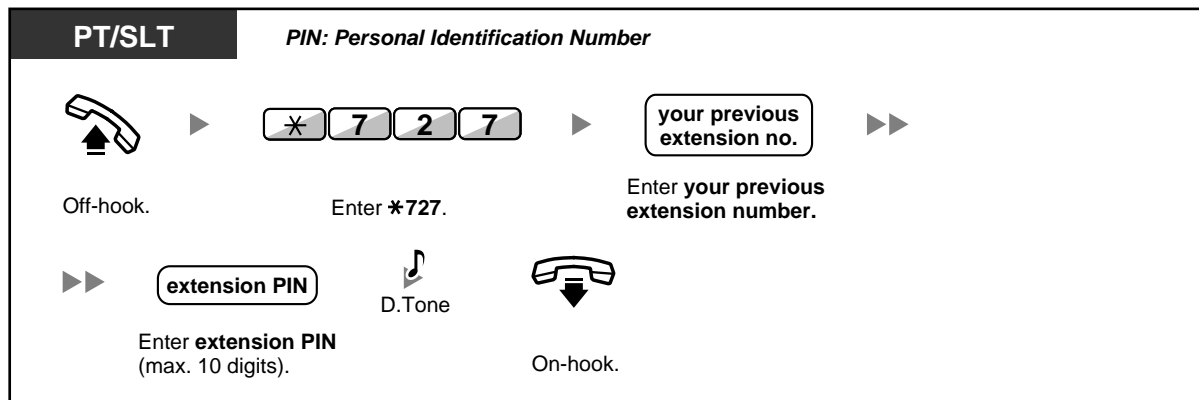 PT/SLT
PIN: Personal Identification Number
* 7 2 7
your previous
extension no.
Off-hook.
Enter *727.
Enter your previous
extension number.
extension PIN
D.Tone
Enter extension PIN
(max. 10 digits).
On-hook.